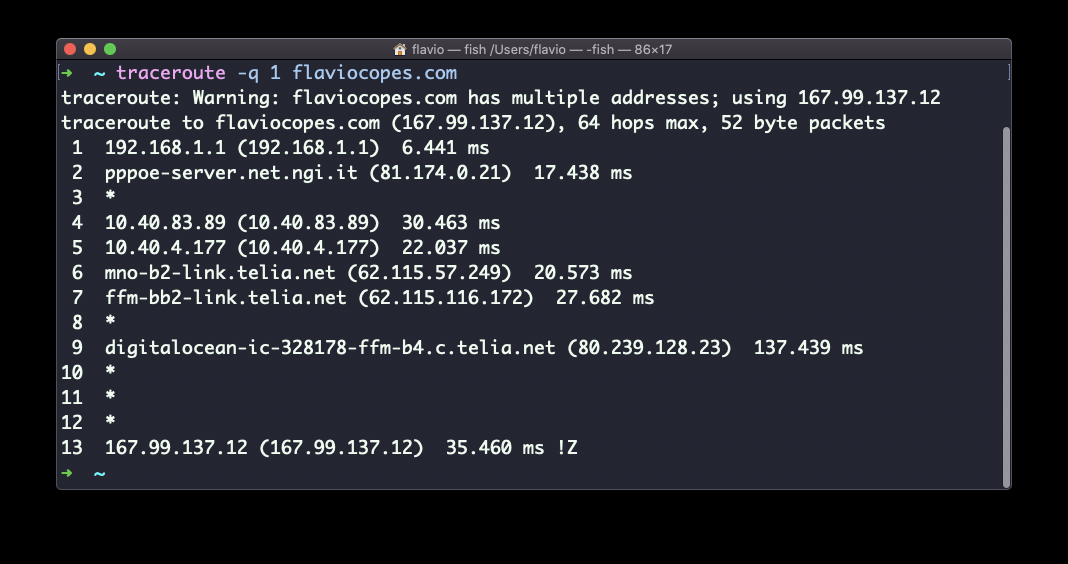 flavio — fish /Users/flavio — -fish — 86×17
➜ ~ traceroute -q 1 flaviocopes.com
traceroute: Warning: flaviocopes.com has multiple addresses; using 167.99.137.12
traceroute to flaviocopes.com (167.99.137.12), 64 hops max, 52 byte packets
 1  192.168.1.1 (192.168.1.1)  6.441 ms
 2  pppoe-server.net.ngi.it (81.174.0.21)  17.438 ms
 3  *
 4  10.40.83.89 (10.40.83.89)  30.463 ms
 5  10.40.4.177 (10.40.4.177)  22.037 ms
 6  mno-b2-link.telia.net (62.115.57.249)  20.573 ms
 7  ffm-bb2-link.telia.net (62.115.116.172)  27.682 ms
 8  *
 9  digitalocean-ic-328178-ffm-b4.c.telia.net (80.239.128.23)  137.439 ms
10  *
11  *
12  *
13  167.99.137.12 (167.99.137.12)  35.460 ms !Z
➜ ~